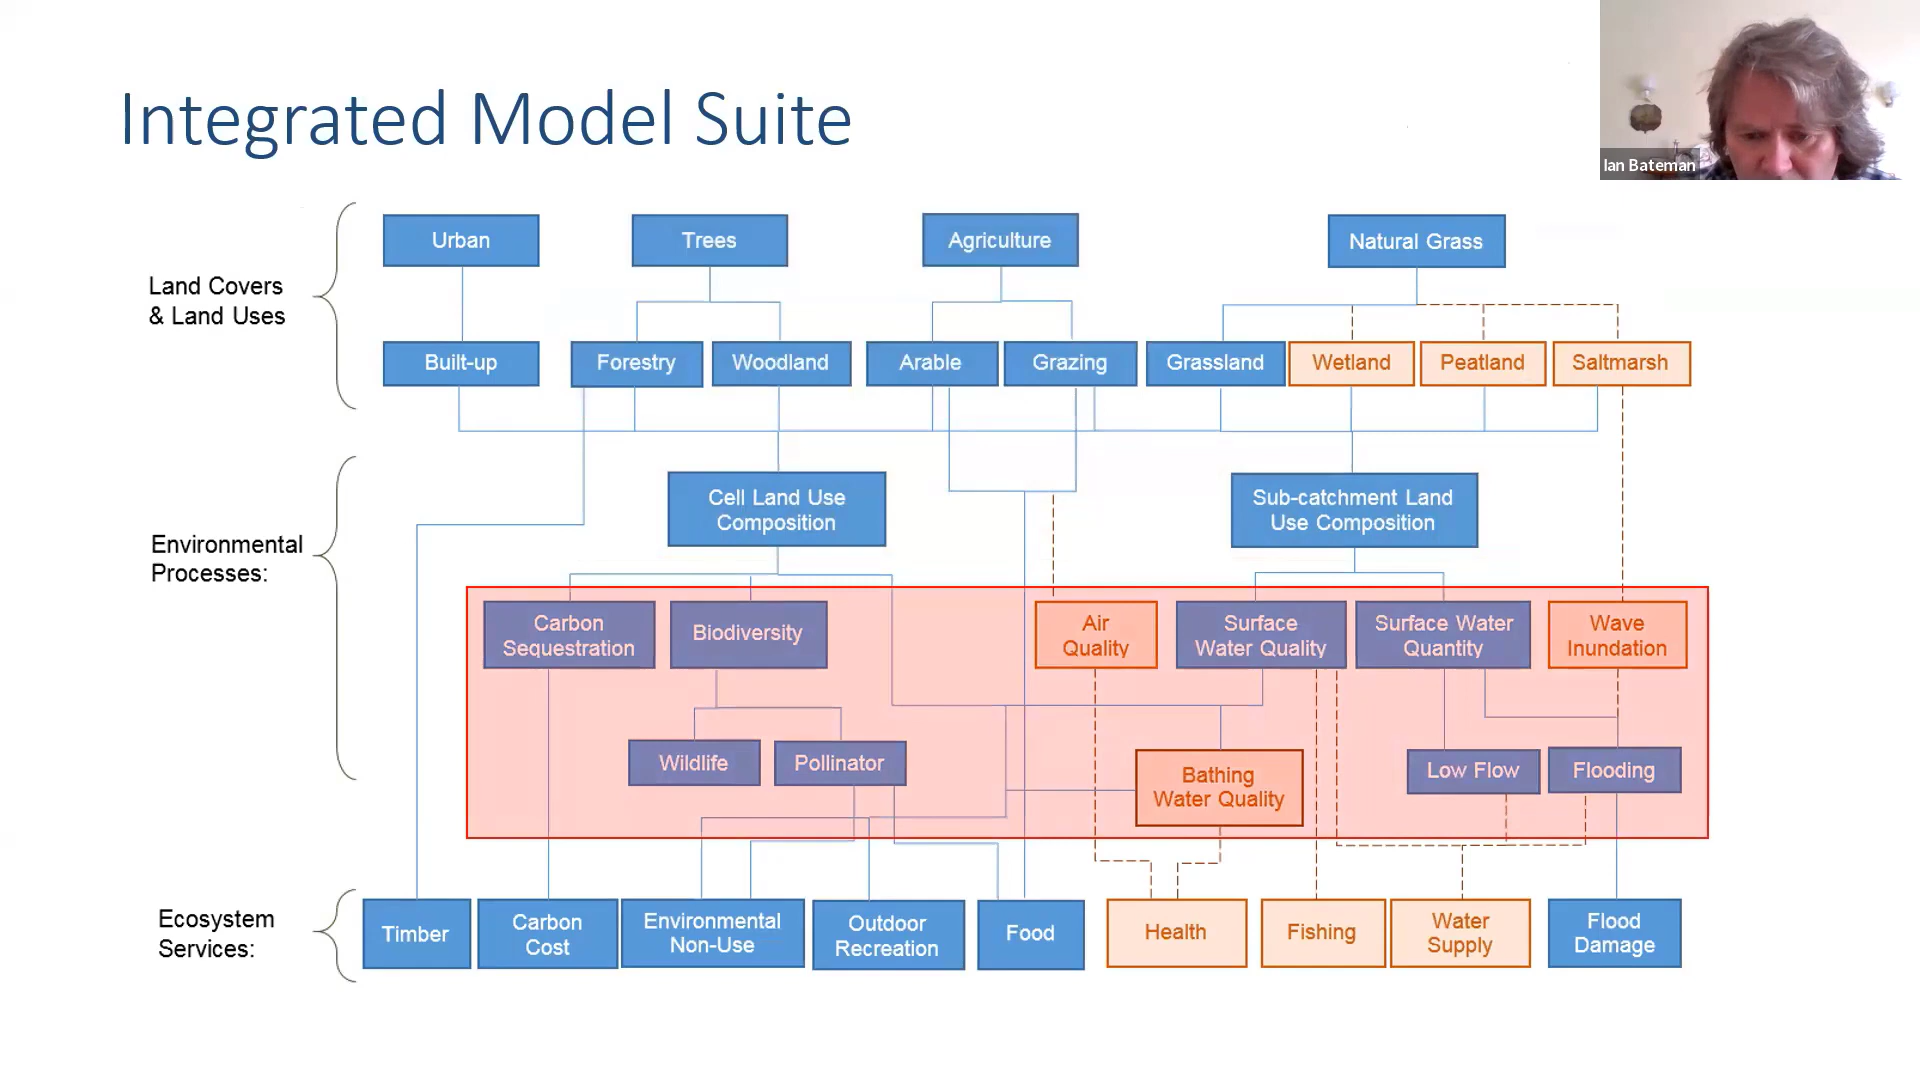 Integrated Model Suite
Ian Bateman
Land Covers
& Land Uses
Urban
Trees
Agriculture
Natural Grass
Built-up
Forestry
Woodland
Arable
Grazing
Grassland
Wetland
Peatland
Saltmarsh
Environmental
Processes:
Cell Land Use
Composition
Sub-catchment Land
Use Composition
Carbon
Sequestration
Biodiversity
Air
Quality
Surface
Water Quality
Surface Water
Quantity
Wave
Inundation
Wildlife
Pollinator
Bathing
Water Quality
Low Flow
Flooding
Ecosystem
Services:
Timber
Carbon
Cost
Environmental
Non-Use
Outdoor
Recreation
Food
Health
Fishing
Water
Supply
Flood
Damage